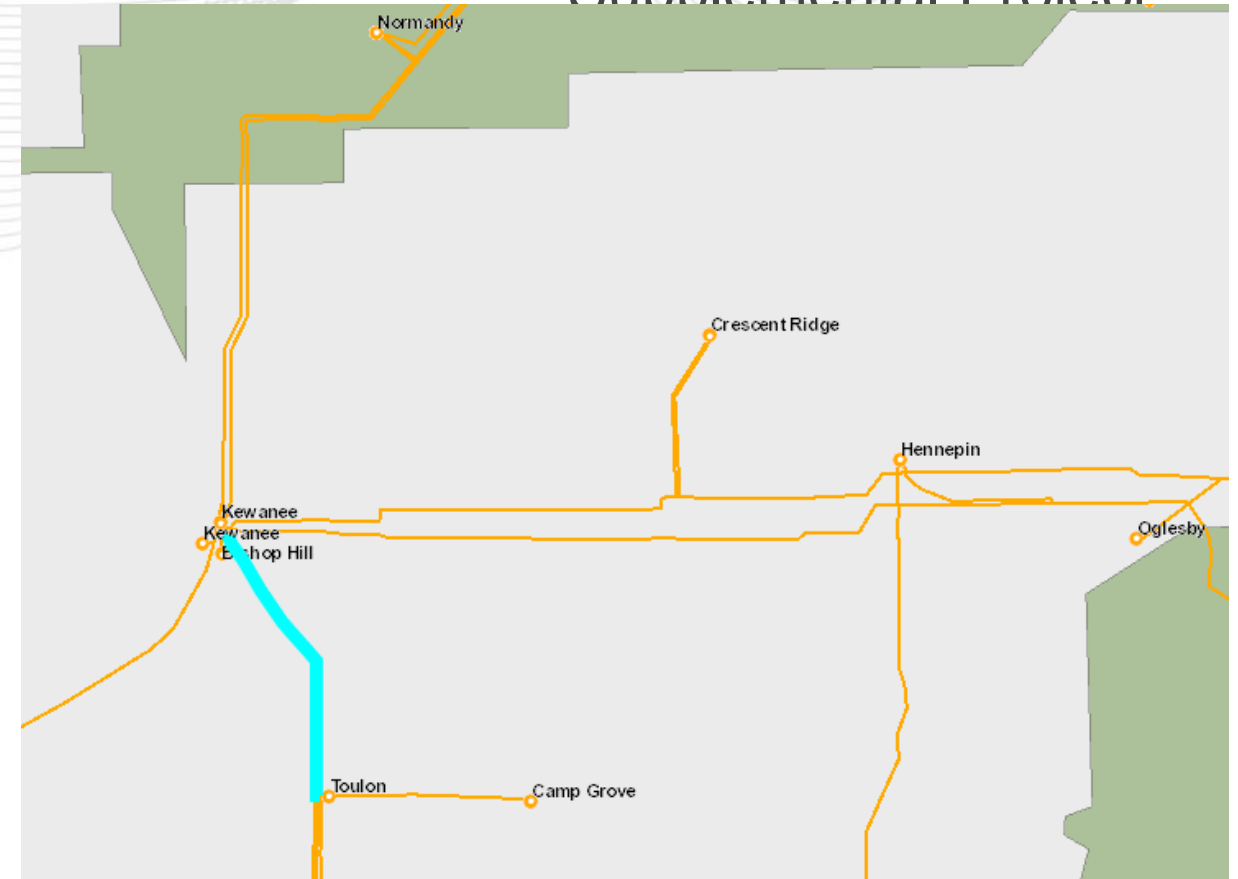 Normandy
Crescent Ridge
Hennepin
Kewanee
Kewanee
Bishop Hill
Oglesby
Toulon
Camp Grove